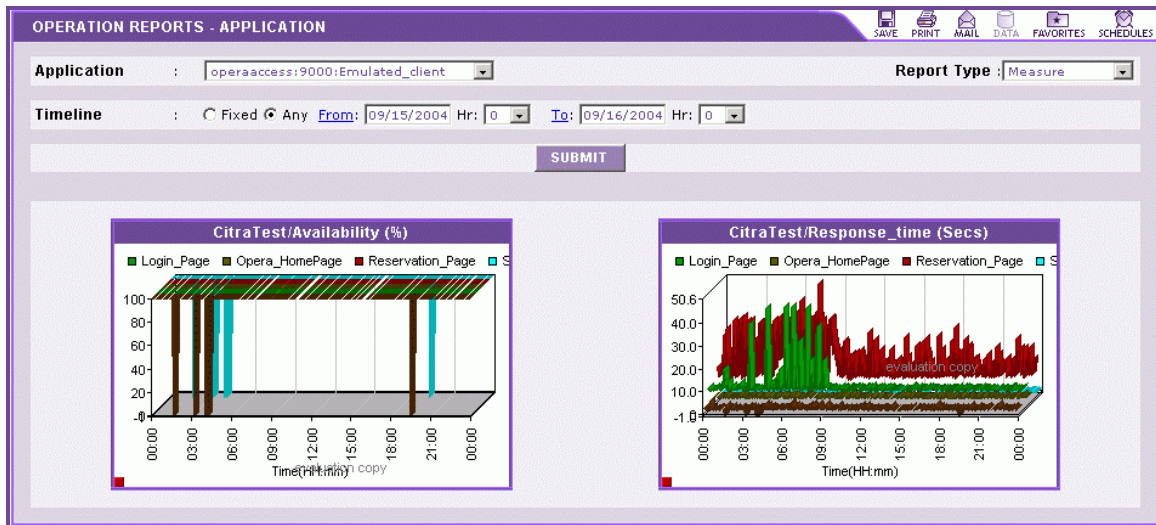 OPERATION REPORTS - APPLICATION
SAVE PRINT MAIL DATA FAVORITES SCHEDULES
Application : operaaccess:9000:Emulated_client Report Type : Measure
Timeline : Fixed Any From: 09/15/2004 Hr: 0 To: 09/16/2004 Hr: 0
SUBMIT
CitraTest/Availability (%)
Login_Page Opera_HomePage Reservation_Page S
100
80
60
40
20
00:00 03:00 06:00 09:00 12:00 15:00 18:00 21:00 00:00
Time(HH:mm)
evaluation copy
CitraTest/Response_time (Secs)
Login_Page Opera_HomePage Reservation_Page S
50.6
40.0
30.0
20.0
10.0
00:00 03:00 06:00 09:00 12:00 15:00 18:00 21:00 00:00
Time(HH:mm)
evaluation copy